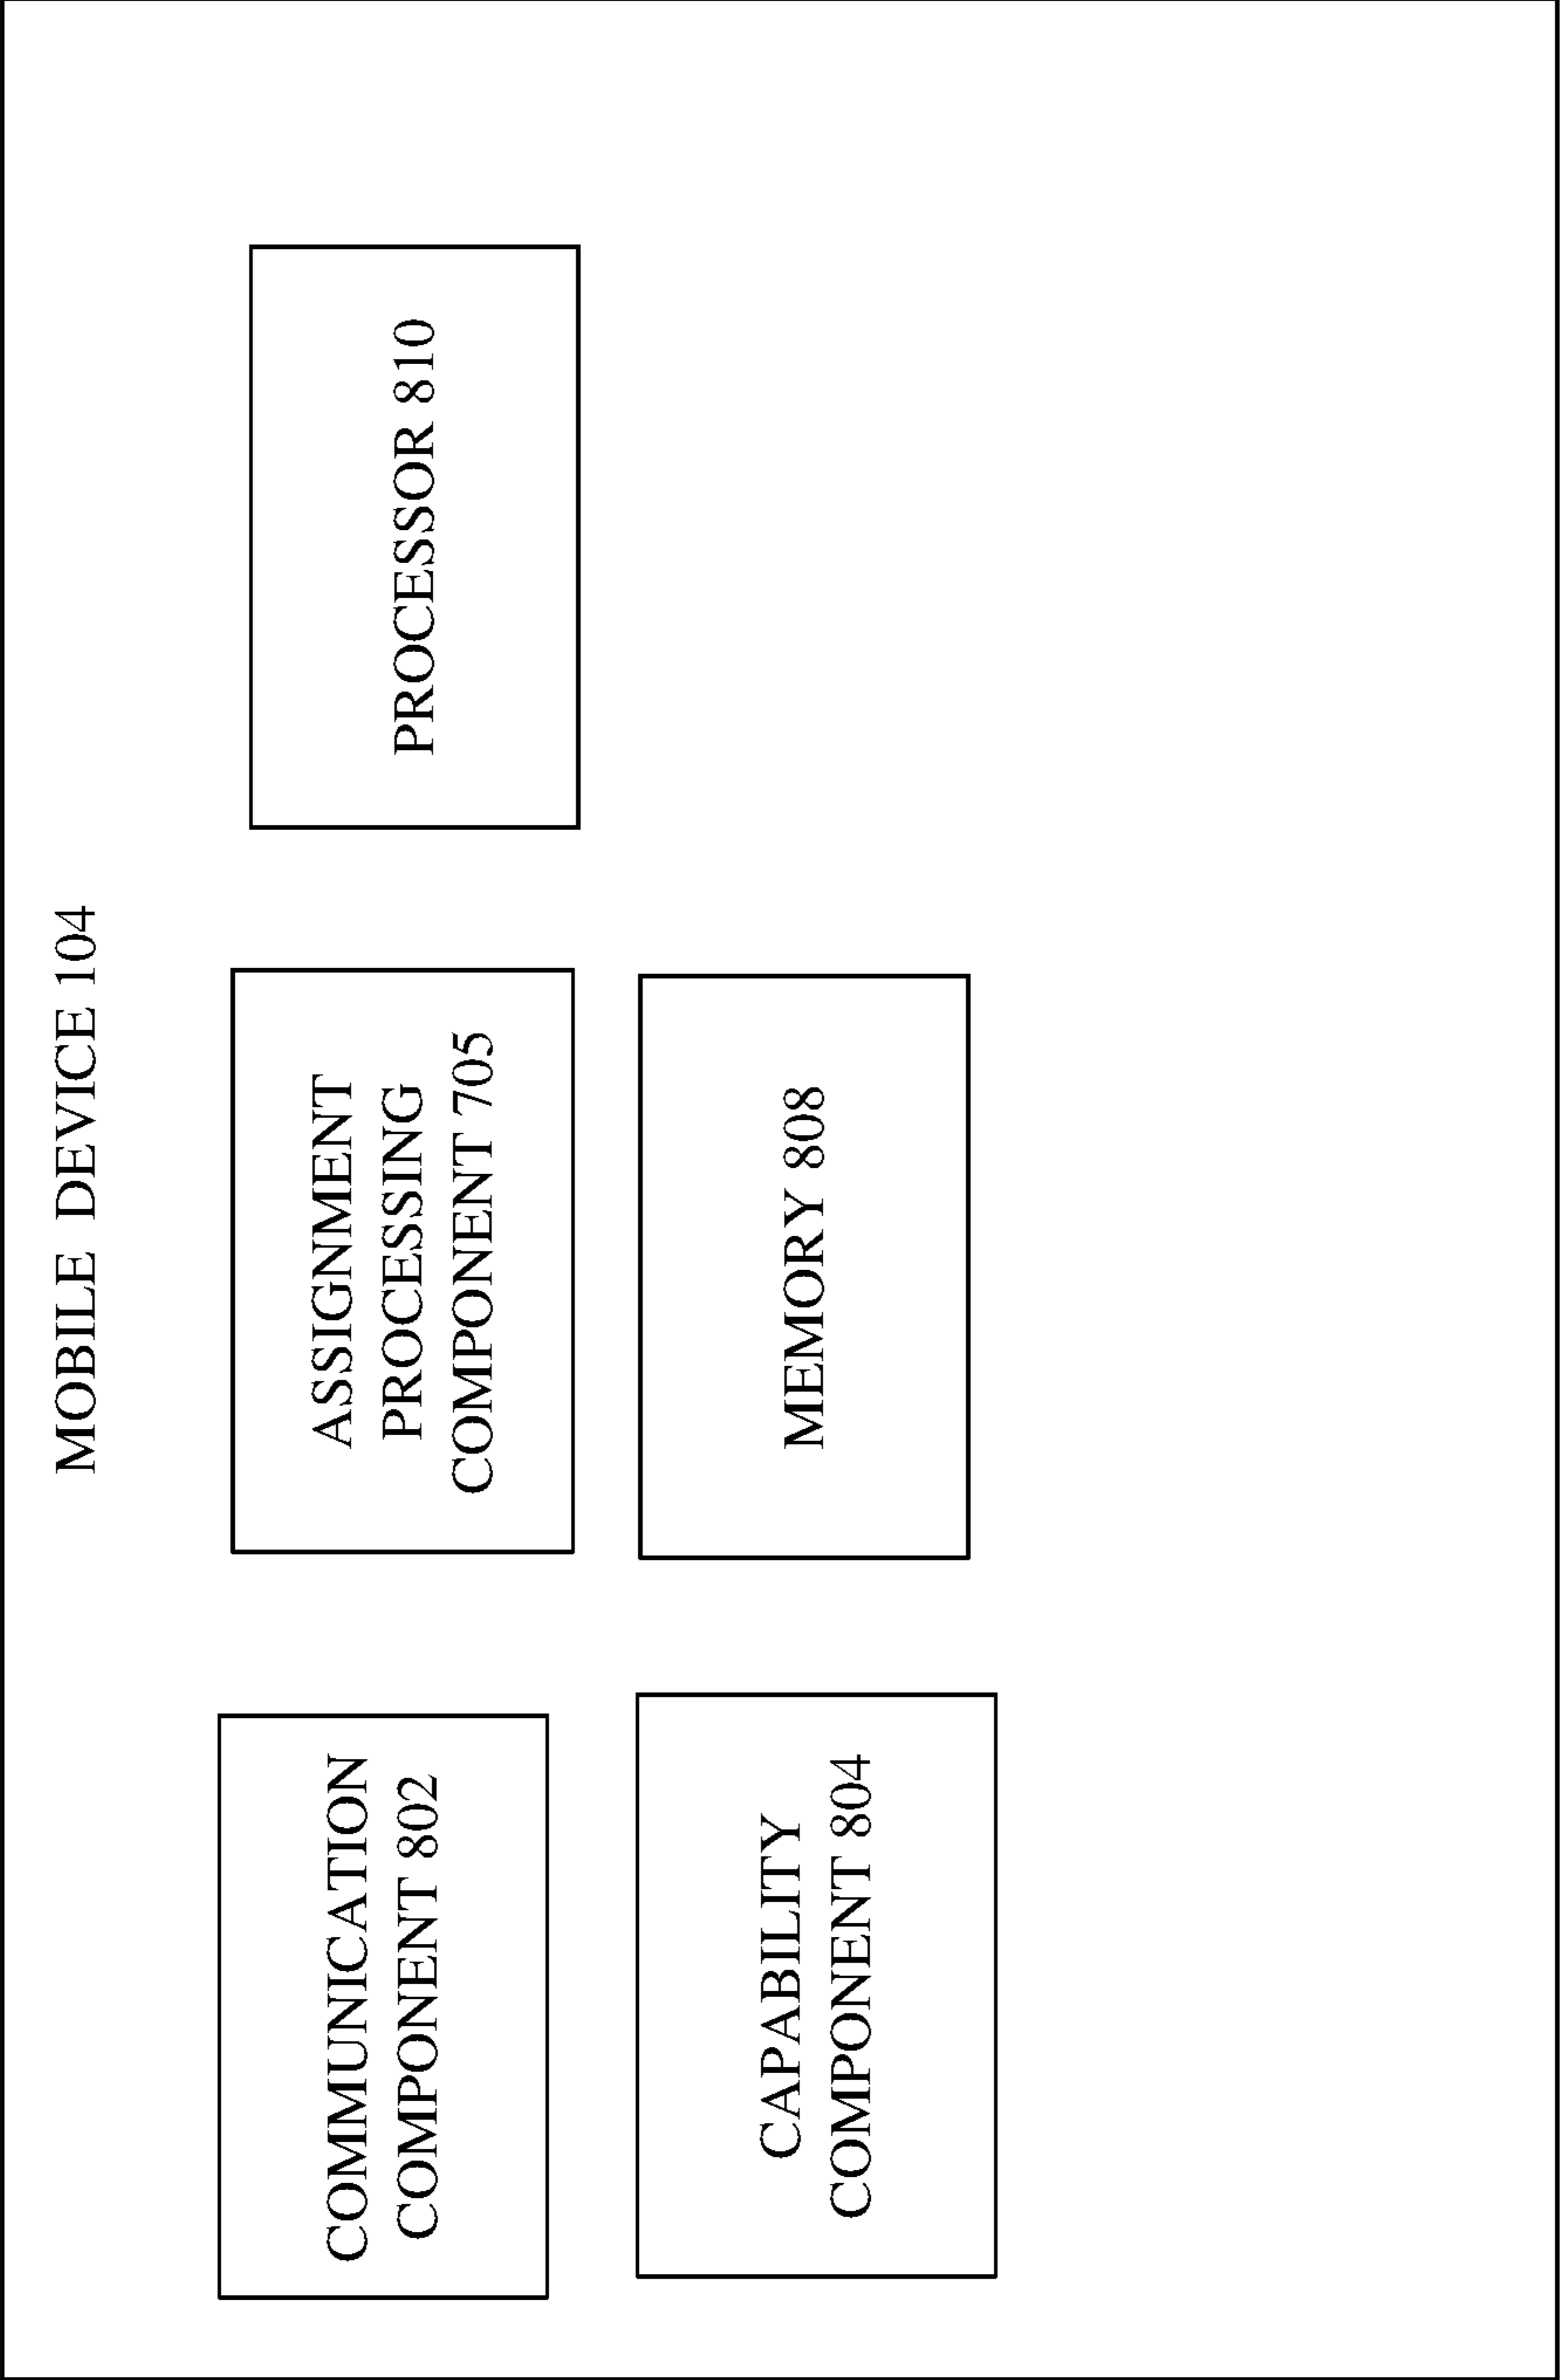 MOBILE DEVICE 104
COMMUNICATION
COMPONENT 802
ASSIGNMENT
PROCESSING
COMPONENT 705
PROCESSOR 810
CAPABILITY
COMPONENT 804
MEMORY 808